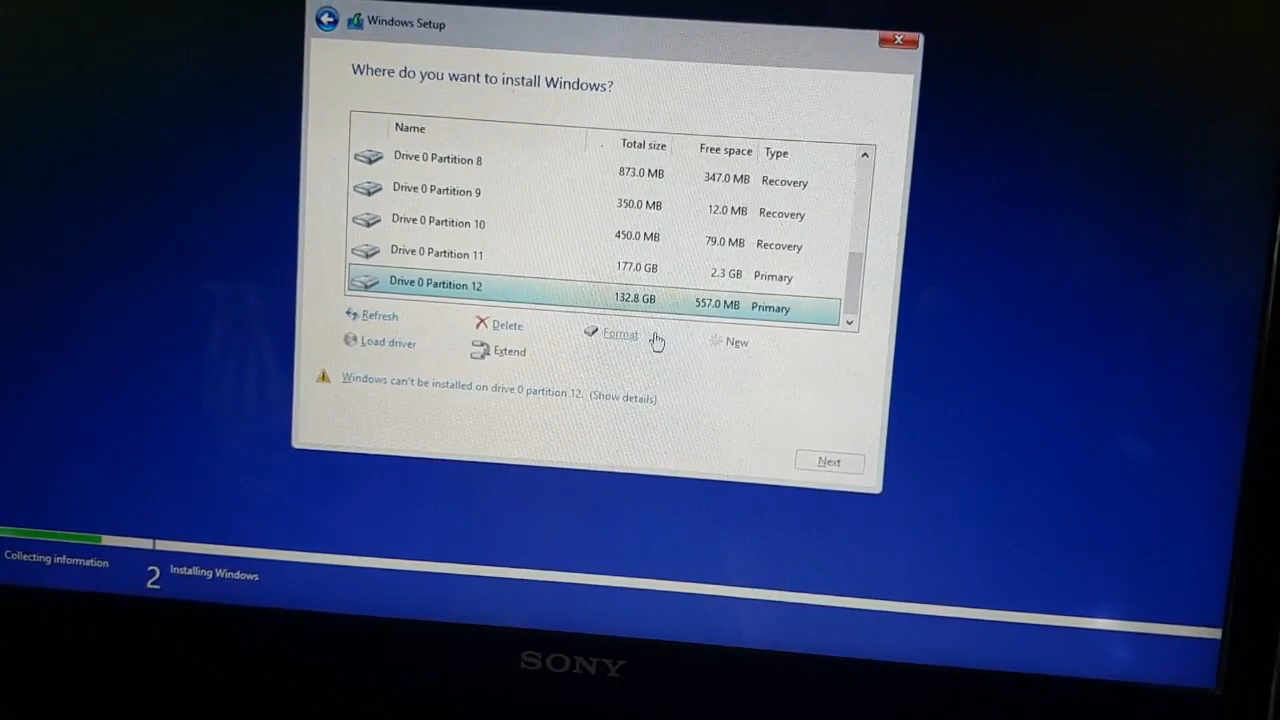 Windows Setup
Where do you want to install Windows?
Name Total size Free space Type
Drive 0 Partition 8 873.0 MB 347.0 MB Recovery
Drive 0 Partition 9 350.0 MB 12.0 MB Recovery
Drive 0 Partition 10 450.0 MB 79.0 MB Recovery
Drive 0 Partition 11 177.0 GB 2.3 GB Primary
Drive 0 Partition 12 132.8 GB 557.0 MB Primary
Refresh Delete Format New
Load driver Extend
Windows can't be installed on drive 0 partition 12. (Show details)
Next
Collecting information
2 Installing Windows
SONY